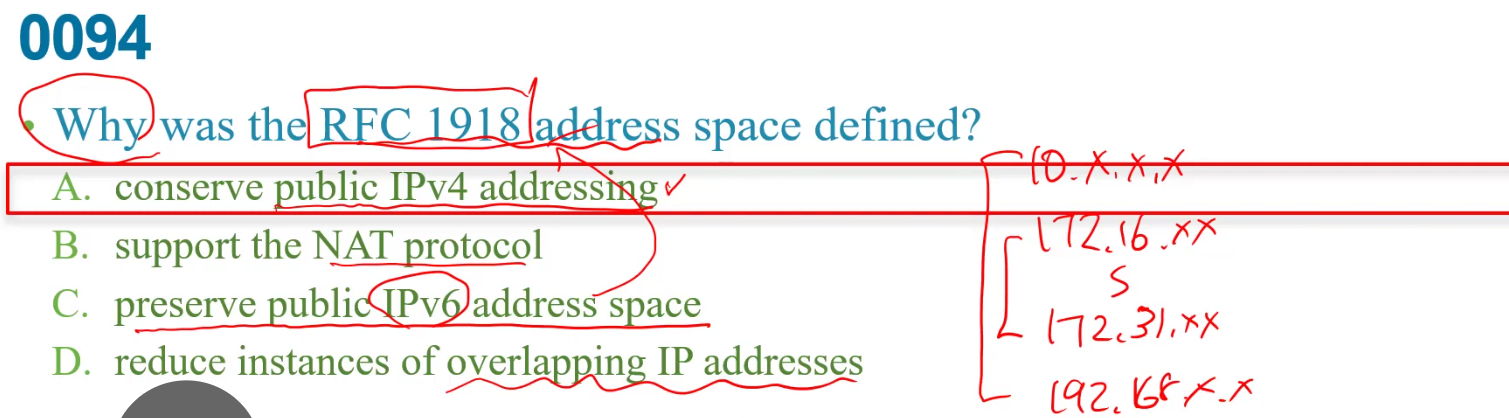 0094
• Why was the RFC 1918 address space defined?
A. conserve public IPv4 addressing ✓
B. support the NAT protocol
C. preserve public IPv6 address space
D. reduce instances of overlapping IP addresses
10.x.x.x
172.16.xx
S
172.31.xx
192.168.x.x